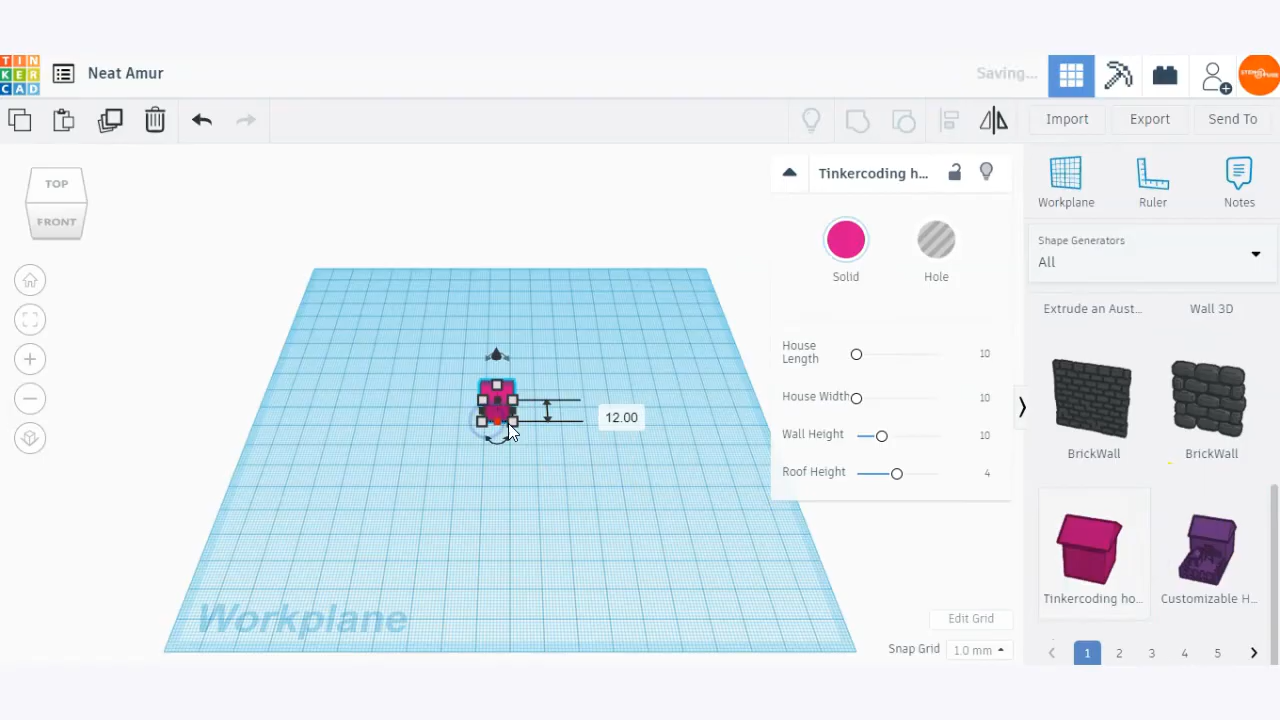 TIN
KER
CAD
Neat Amur
Saving...
STEMPURE
Import
Export
Send To
TOP
FRONT
Tinkercoding h...
Solid
Hole
House Length
10
House Width
10
Wall Height
10
Roof Height
4
12.00
Workplane
Edit Grid
Snap Grid
1.0 mm
Workplane
Ruler
Notes
Shape Generators
All
Extrude an Aust...
Wall 3D
BrickWall
BrickWall
Tinkercoding ho...
Customizable H...
1
2
3
4
5